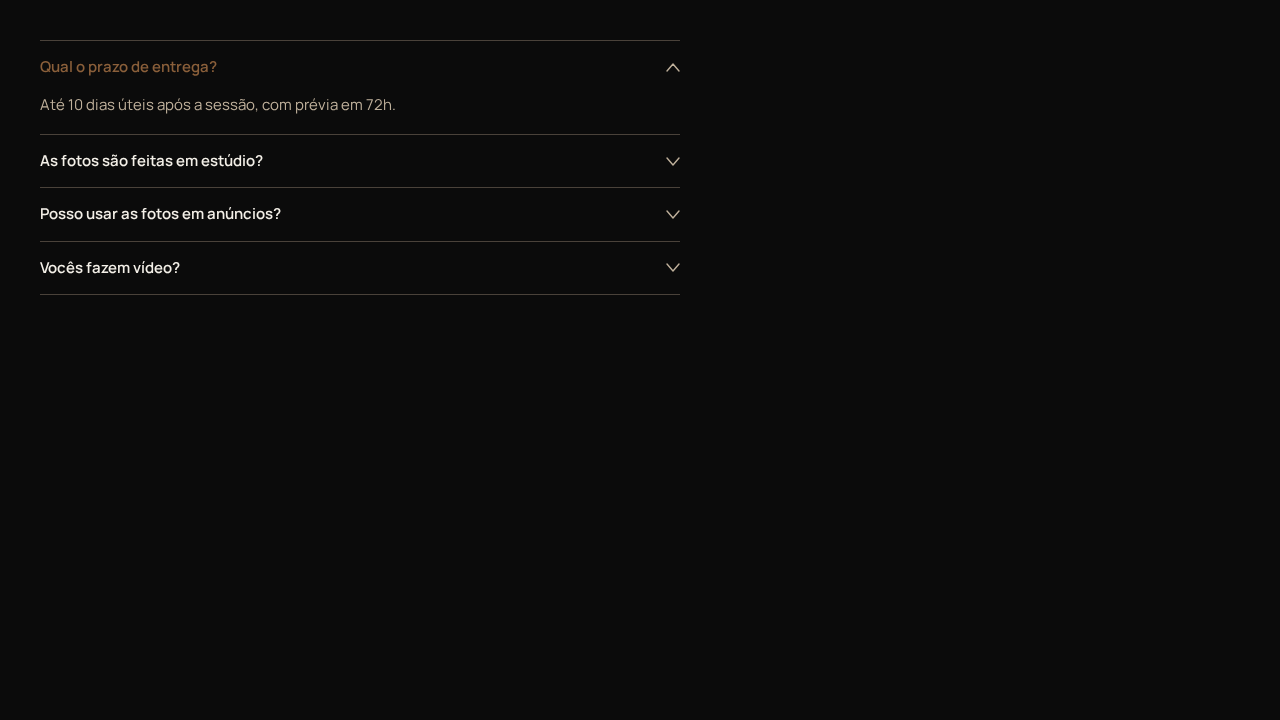 Qual o prazo de entrega?
Até 10 dias úteis após a sessão, com prévia em 72h.
As fotos são feitas em estúdio?
Posso usar as fotos em anúncios?
Vocês fazem vídeo?